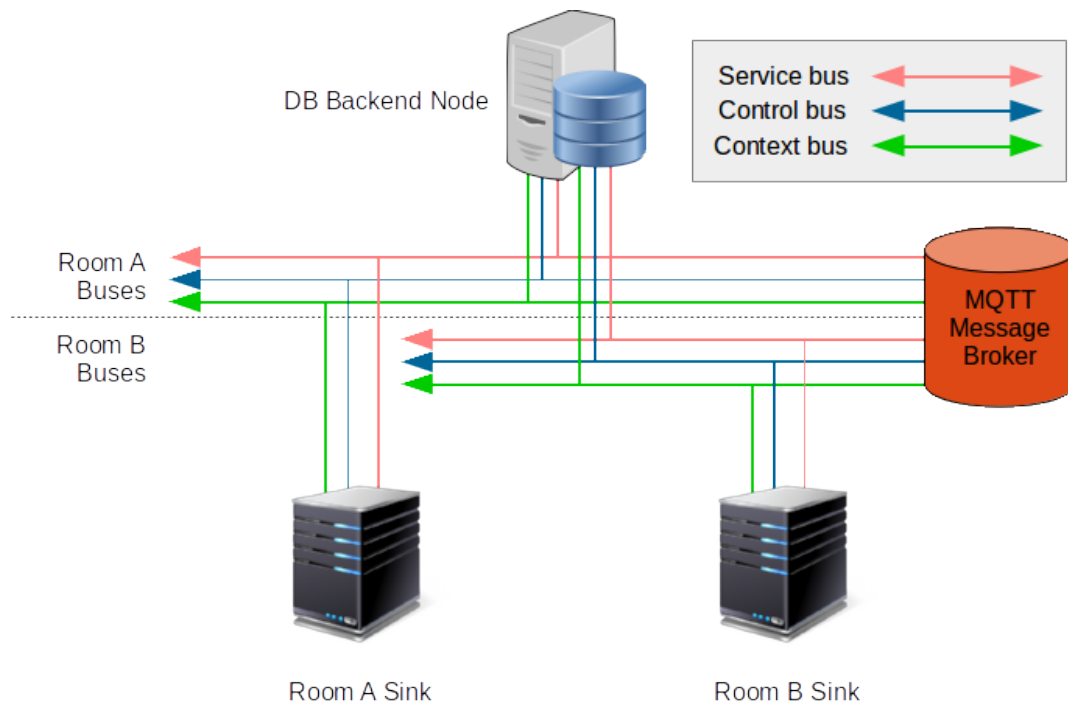 DB Backend Node
Service bus
Control bus
Context bus
Room A
Buses
Room B
Buses
MQTT
Message
Broker
Room A Sink
Room B Sink